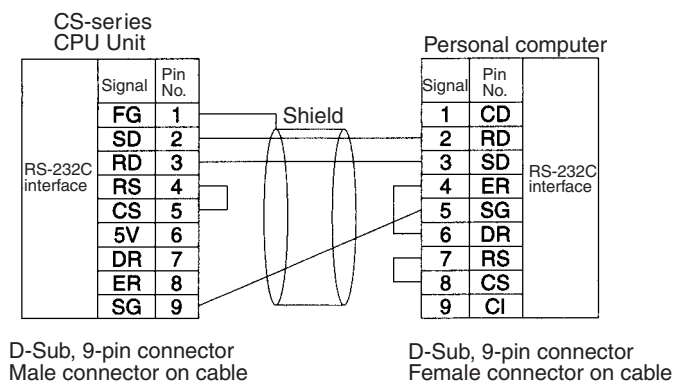 CS-series
CPU Unit
Personal computer
Signal Pin No.
FG 1
SD 2
RD 3
RS 4
CS 5
5V 6
DR 7
ER 8
SG 9
RS-232C
interface
Shield
Signal Pin No.
1 CD
2 RD
3 SD
4 ER
5 SG
6 DR
7 RS
8 CS
9 CI
RS-232C
interface
D-Sub, 9-pin connector
Male connector on cable
D-Sub, 9-pin connector
Female connector on cable